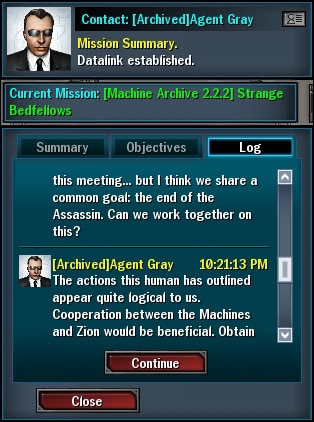 Contact: [Archived]Agent Gray
Mission Summary.
Datalink established.
Current Mission: [Machine Archive 2.2.2] Strange
Bedfellows
Summary
Objectives
Log
this meeting... but I think we share a
common goal: the end of the
Assassin. Can we work together on
this?
[Archived]Agent Gray 10:21:13 PM
The actions this human has outlined
appear quite logical to us.
Cooperation between the Machines
and Zion would be beneficial. Obtain
Continue
Close